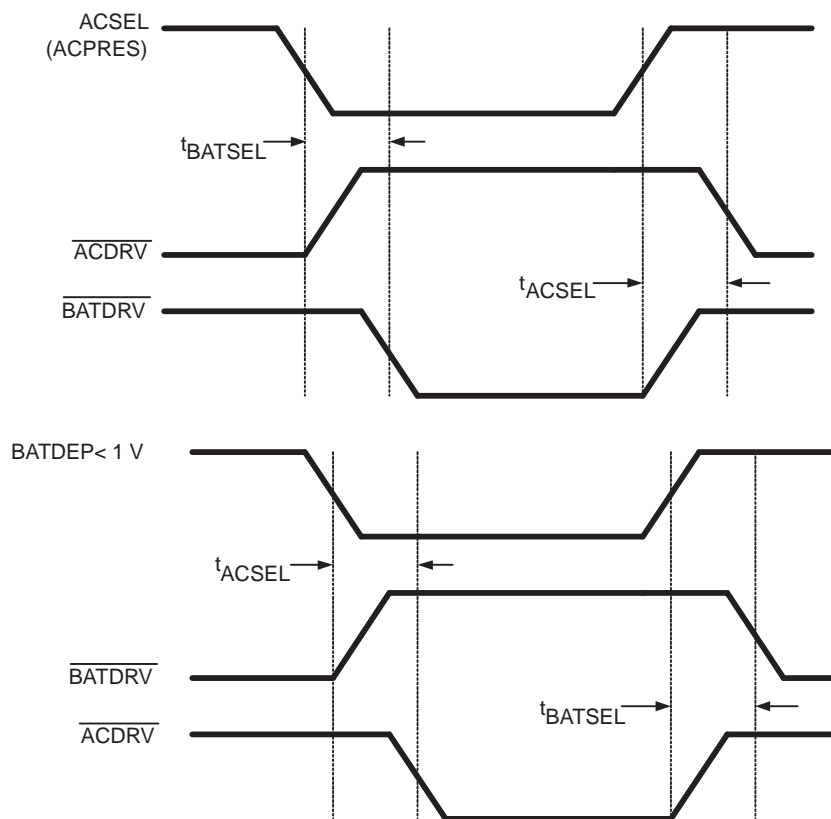 ACSEL
(ACPRES)
tBATSEL
ACDRV
tACSEL
BATDRV
BATDEP< 1 V
tACSEL
BATDRV
tBATSEL
ACDRV